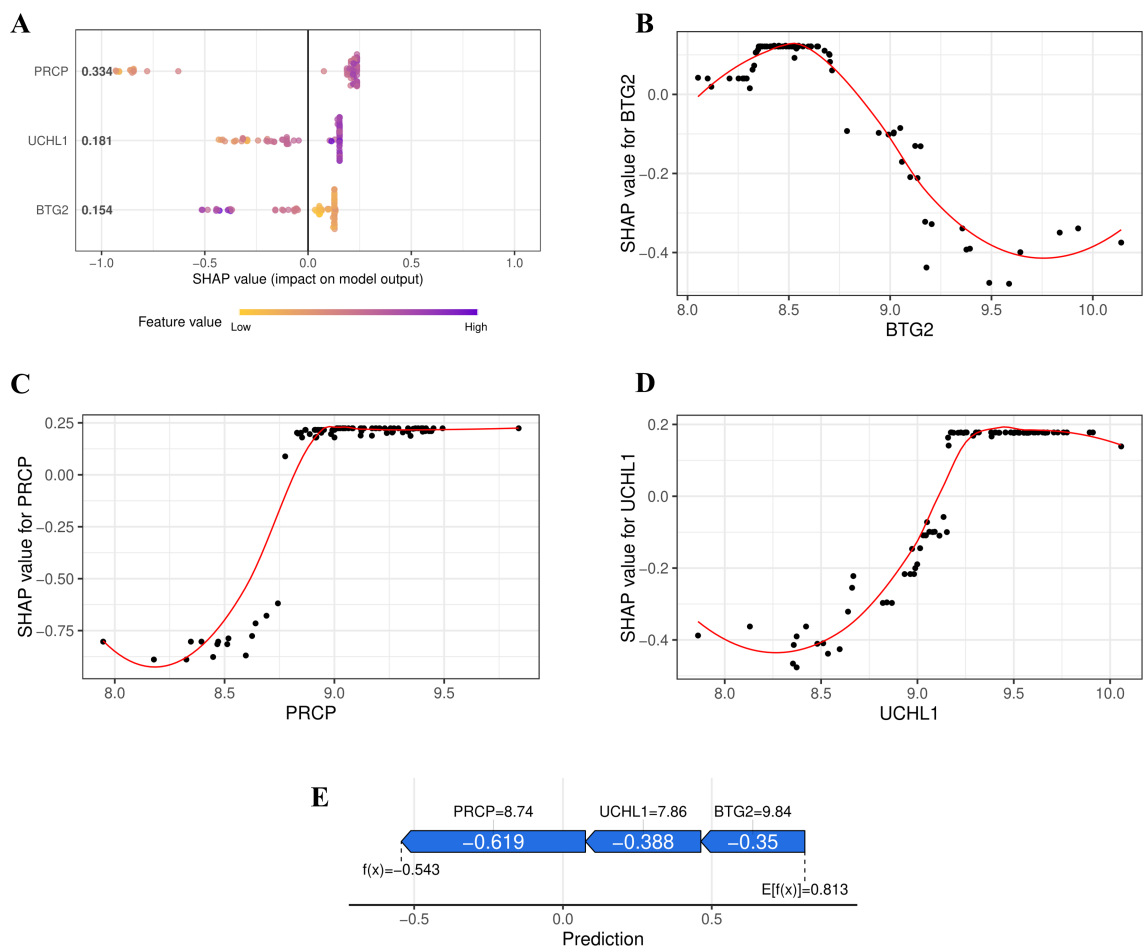 A
PRCP
0.334
UCHL1
0.181
BTG2
0.154
−1.0 −0.5 0.0 0.5 1.0
SHAP value (impact on model output)
Feature value
Low High
B
SHAP value for BTG2
0.0
−0.2
−0.4
8.0 8.5 9.0 9.5 10.0
BTG2
C
SHAP value for PRCP
0.25
0.00
−0.25
−0.50
−0.75
8.0 8.5 9.0 9.5
PRCP
D
SHAP value for UCHL1
0.2
0.0
−0.2
−0.4
8.0 8.5 9.0 9.5 10.0
UCHL1
E
PRCP=8.74 UCHL1=7.86 BTG2=9.84
−0.619 −0.388 −0.35
f(x)=−0.543
E[f(x)]=0.813
−0.5 0.0 0.5
Prediction